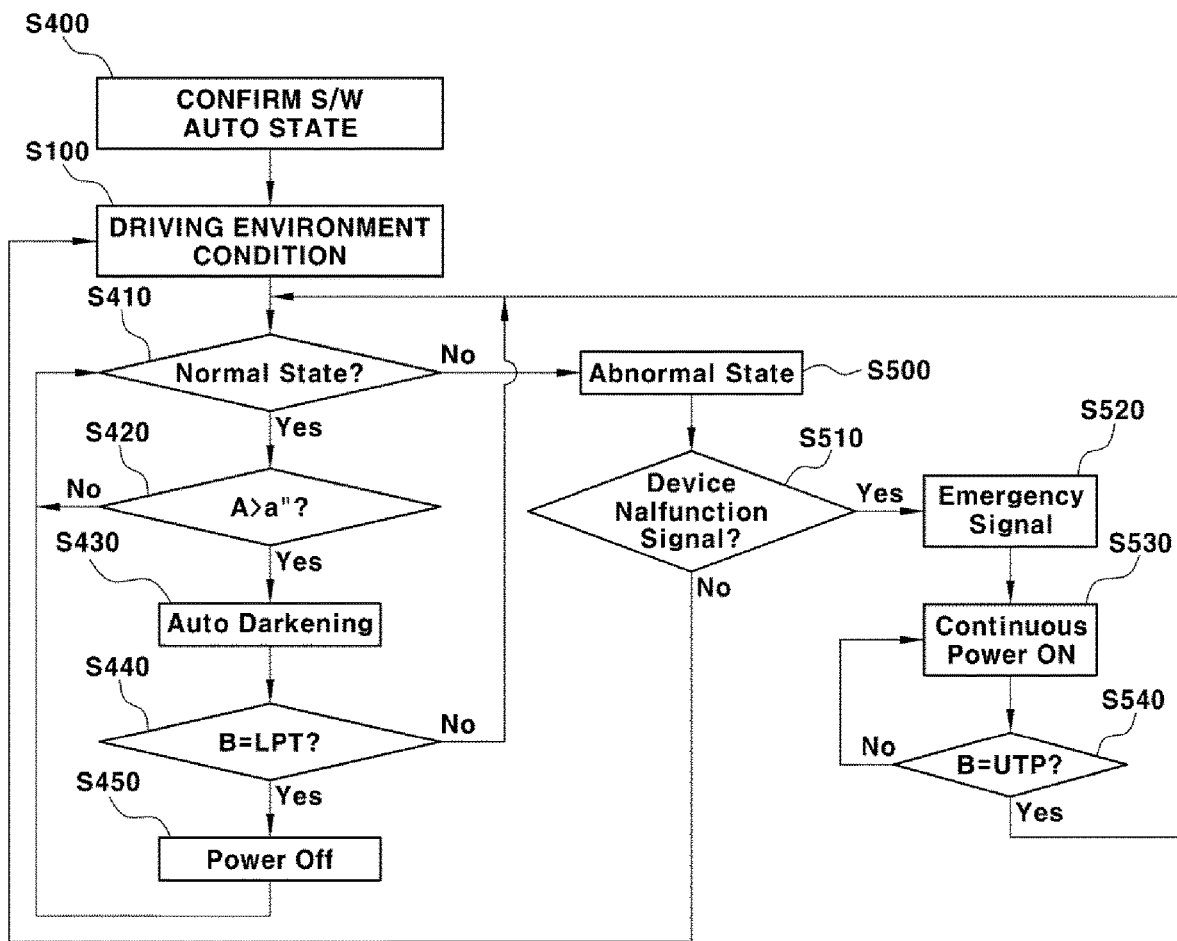 S400
CONFIRM S/W
AUTO STATE
S100
DRIVING ENVIRONMENT
CONDITION
S410
Normal State?
No
Yes
Abnormal State
S500
S420
No
A>a"?
Yes
S510
Device
Nalfunction
Signal?
Yes
No
S520
Emergency
Signal
S430
Auto Darkening
S530
Continuous
Power ON
S440
B=LPT?
No
Yes
S540
No
B=UTP?
Yes
S450
Power Off